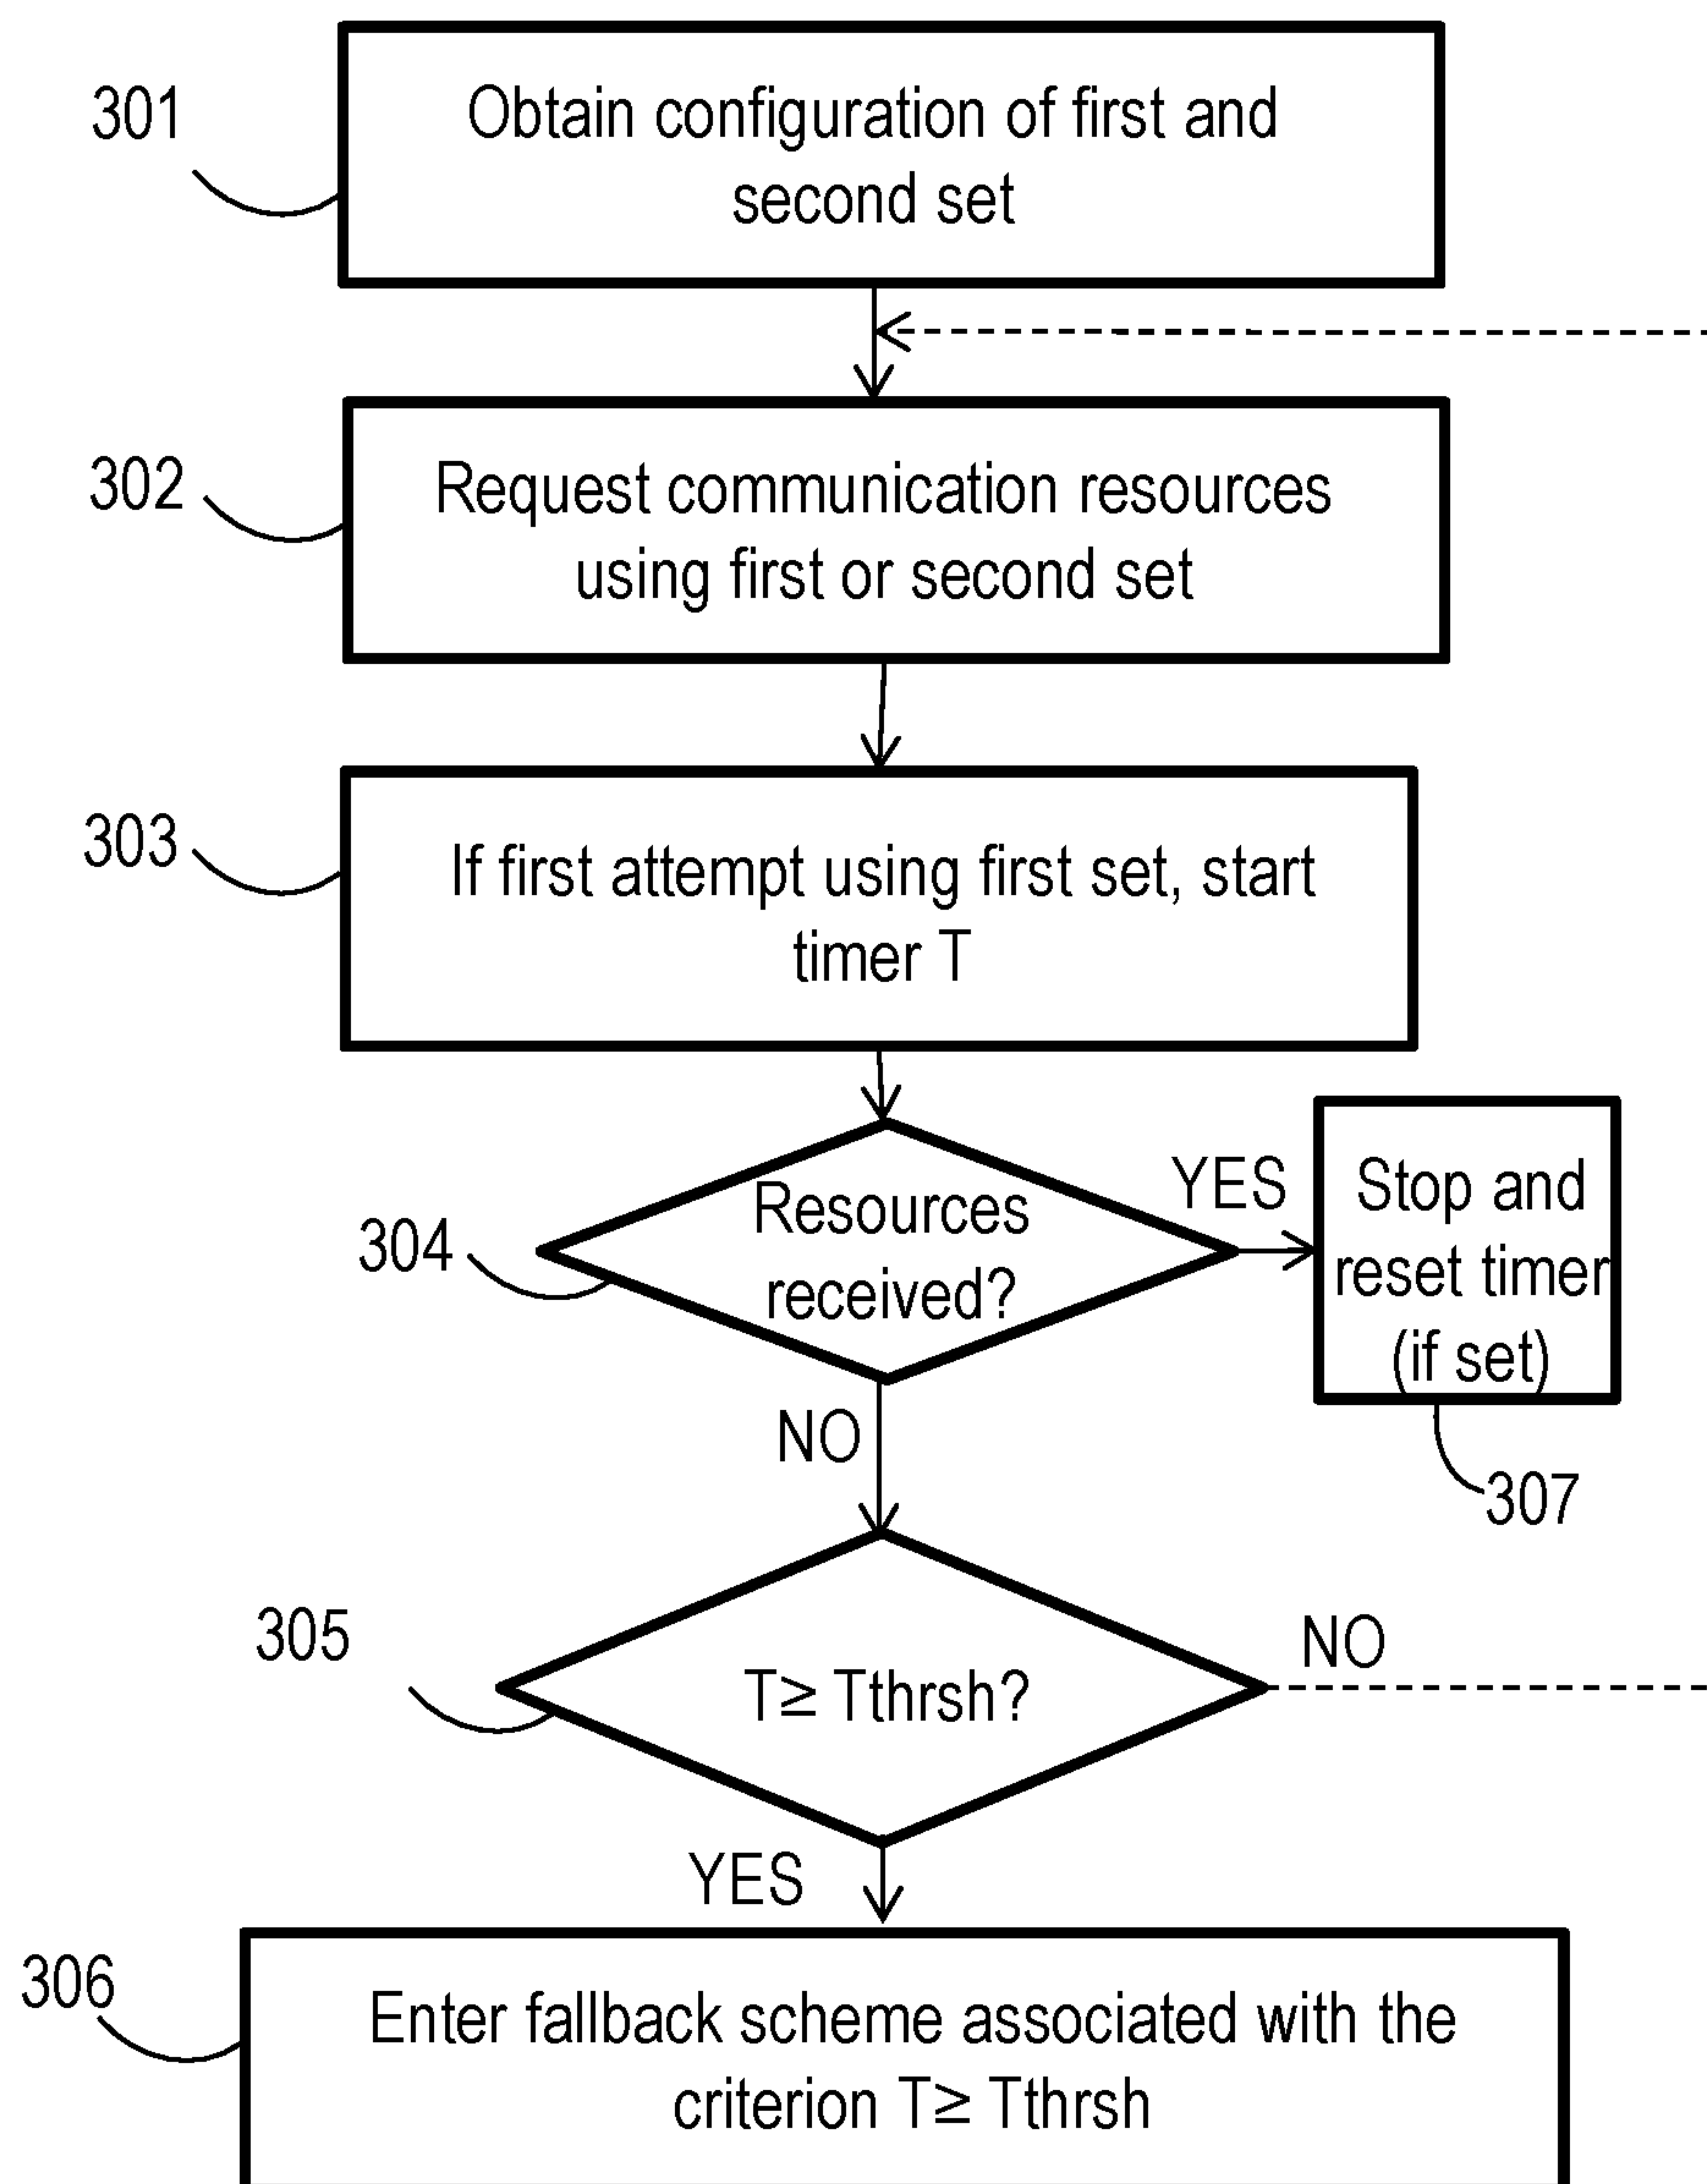 301
Obtain configuration of first and
second set
302
Request communication resources
using first or second set
303
If first attempt using first set, start
timer T
304
Resources
received?
YES
Stop and
reset timer
(if set)
307
NO
305
T≥ Tthrsh?
NO
YES
306
Enter fallback scheme associated with the
criterion T≥ Tthrsh